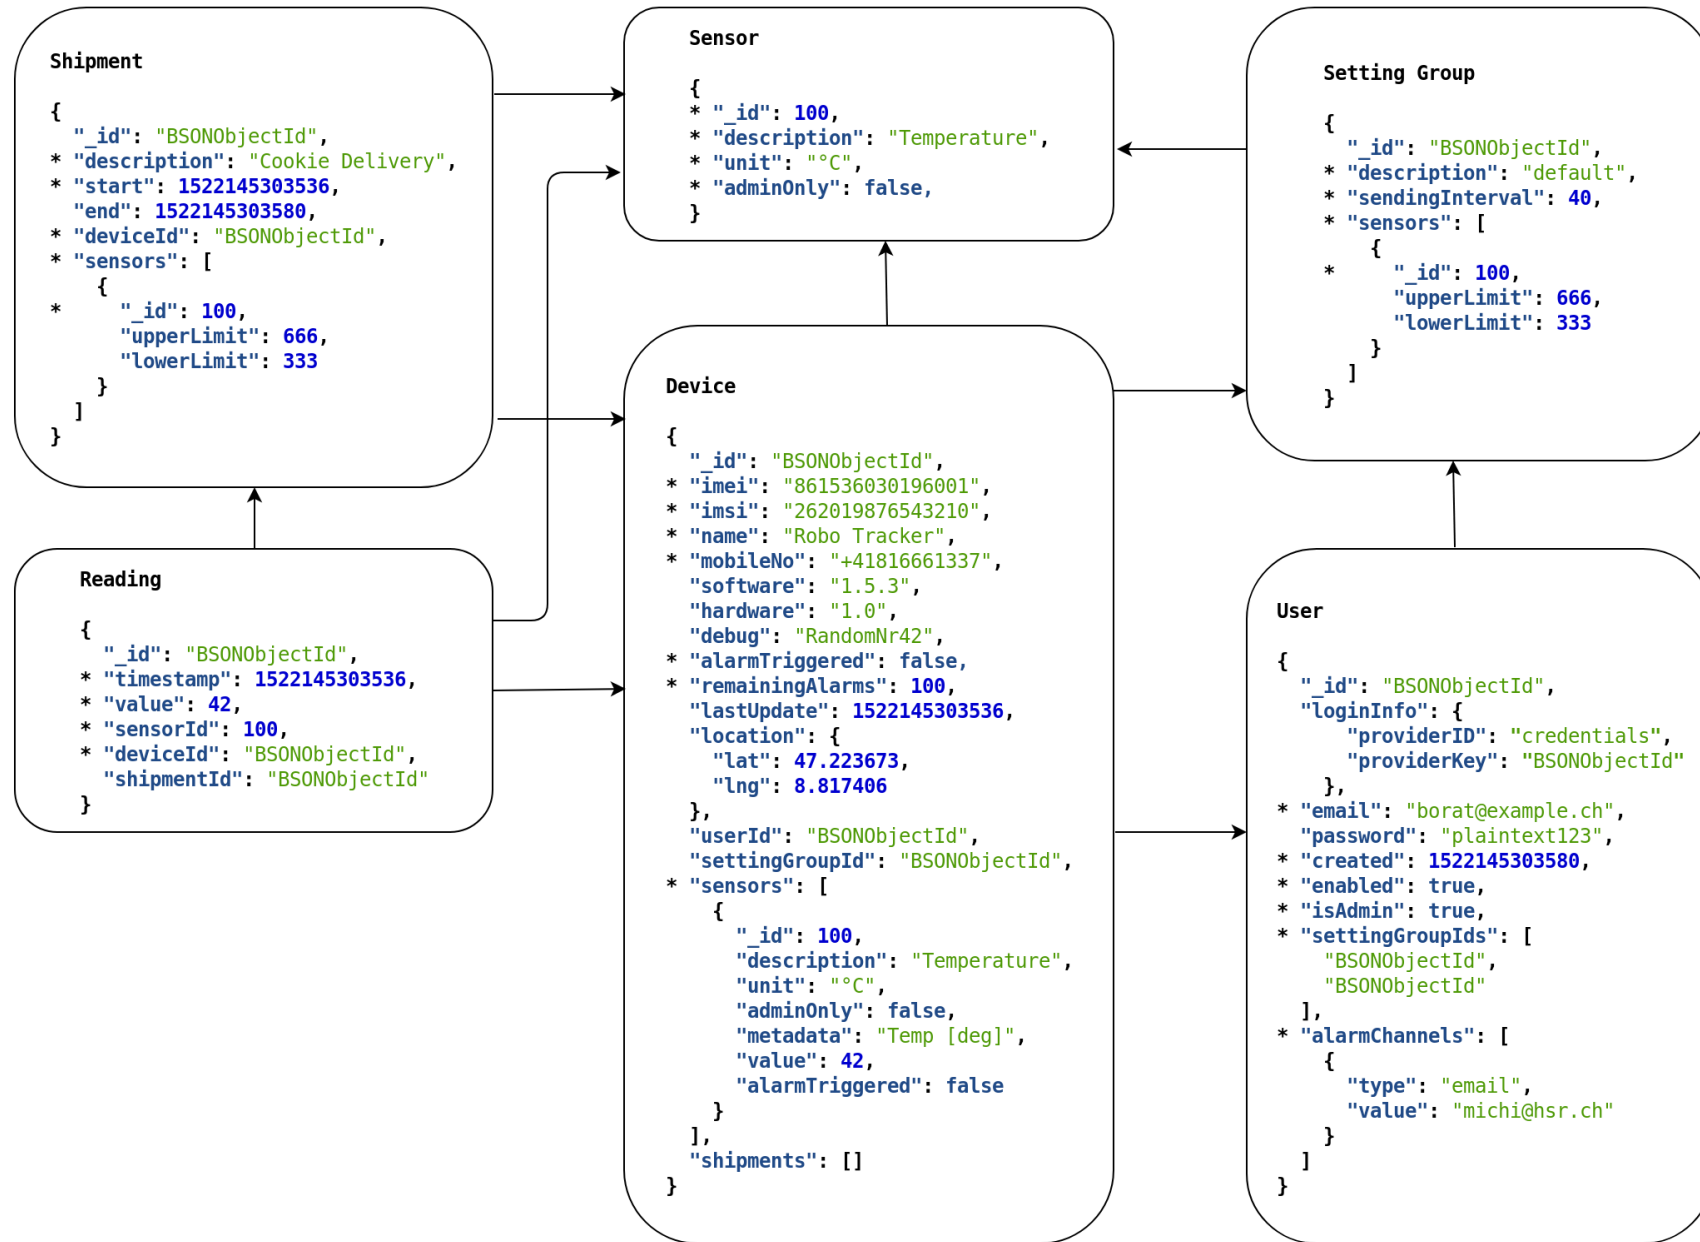 Shipment
{
  "_id": "BSONObjectId",
* "description": "Cookie Delivery",
* "start": 1522145303536,
  "end": 1522145303580,
* "deviceId": "BSONObjectId",
* "sensors": [
    {
*     "_id": 100,
      "upperLimit": 666,
      "lowerLimit": 333
    }
  ]
}
Reading
{
  "_id": "BSONObjectId",
* "timestamp": 1522145303536,
* "value": 42,
* "sensorId": 100,
* "deviceId": "BSONObjectId",
  "shipmentId": "BSONObjectId"
}
Sensor
{
* "_id": 100,
* "description": "Temperature",
* "unit": "°C",
* "adminOnly": false,
}
Device
{
  "_id": "BSONObjectId",
* "imei": "861536030196001",
* "imsi": "262019876543210",
* "name": "Robo Tracker",
* "mobileNo": "+41816661337",
  "software": "1.5.3",
  "hardware": "1.0",
  "debug": "RandomNr42",
* "alarmTriggered": false,
* "remainingAlarms": 100,
  "lastUpdate": 1522145303536,
  "location": {
    "lat": 47.223673,
    "lng": 8.817406
  },
  "userId": "BSONObjectId",
  "settingGroupId": "BSONObjectId",
* "sensors": [
    {
      "_id": 100,
      "description": "Temperature",
      "unit": "°C",
      "adminOnly": false,
      "metadata": "Temp [deg]",
      "value": 42,
      "alarmTriggered": false
    }
  ],
  "shipments": []
}
Setting Group
{
  "_id": "BSONObjectId",
* "description": "default",
* "sendingInterval": 40,
* "sensors": [
    {
*     "_id": 100,
      "upperLimit": 666,
      "lowerLimit": 333
    }
  ]
}
User
{
  "_id": "BSONObjectId",
  "loginInfo": {
      "providerID": "credentials",
      "providerKey": "BSONObjectId"
    },
* "email": "borat@example.ch",
  "password": "plaintext123",
* "created": 1522145303580,
* "enabled": true,
* "isAdmin": true,
* "settingGroupIds": [
    "BSONObjectId",
    "BSONObjectId"
  ],
* "alarmChannels": [
    {
      "type": "email",
      "value": "michi@hsr.ch"
    }
  ]
}